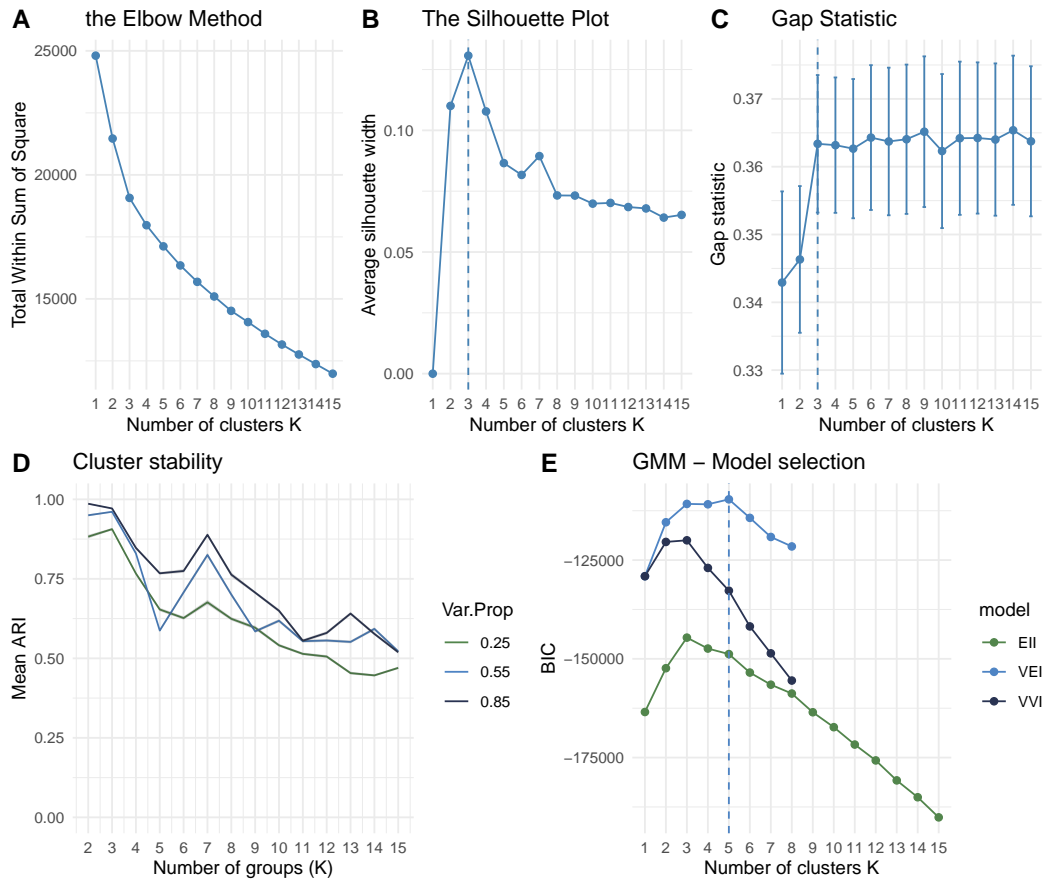 A the Elbow Method
Total Within Sum of Square
25000
20000
15000
1 2 3 4 5 6 7 8 9 10 11 12 13 14 15
Number of clusters K
B The Silhouette Plot
Average silhouette width
0.10
0.05
0.00
1 2 3 4 5 6 7 8 9 10 11 12 13 14 15
Number of clusters K
C Gap Statistic
Gap statistic
0.37
0.36
0.35
0.34
0.33
1 2 3 4 5 6 7 8 9 10 11 12 13 14 15
Number of clusters K
D Cluster stability
Mean ARI
1.00
0.75
0.50
0.25
0.00
2 3 4 5 6 7 8 9 10 11 12 13 14 15
Number of groups (K)
Var.Prop
0.25
0.55
0.85
E GMM − Model selection
BIC
−125000
−150000
−175000
1 2 3 4 5 6 7 8 9 10 11 12 13 14 15
Number of clusters K
model
EII
VEI
VVI